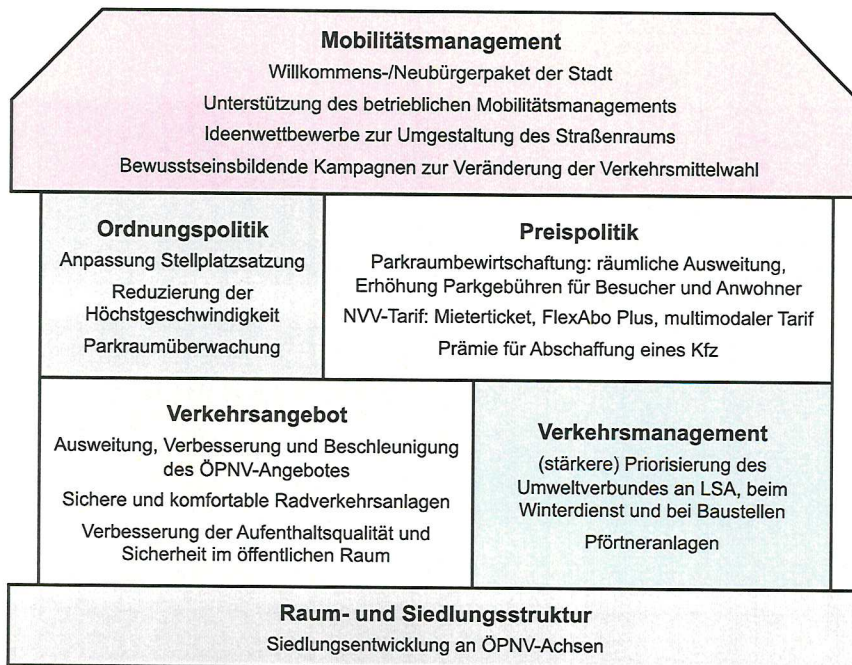 Mobilitätsmanagement
Willkommens-/Neubürgerpaket der Stadt
Unterstützung des betrieblichen Mobilitätsmanagements
Ideenwettbewerbe zur Umgestaltung des Straßenraums
Bewusstseinsbildende Kampagnen zur Veränderung der Verkehrsmittelwahl
Ordnungspolitik
Anpassung Stellplatzsatzung
Reduzierung der
Höchstgeschwindigkeit
Parkraumüberwachung
Preispolitik
Parkraumbewirtschaftung: räumliche Ausweitung,
Erhöhung Parkgebühren für Besucher und Anwohner
NVV-Tarif: Mieterticket, FlexAbo Plus, multimodaler Tarif
Prämie für Abschaffung eines Kfz
Verkehrsangebot
Ausweitung, Verbesserung und Beschleunigung
des ÖPNV-Angebotes
Sichere und komfortable Radverkehrsanlagen
Verbesserung der Aufenthaltsqualität und
Sicherheit im öffentlichen Raum
Verkehrsmanagement
(stärkere) Priorisierung des
Umweltverbundes an LSA, beim
Winterdienst und bei Baustellen
Pförtneranlagen
Raum- und Siedlungsstruktur
Siedlungsentwicklung an ÖPNV-Achsen